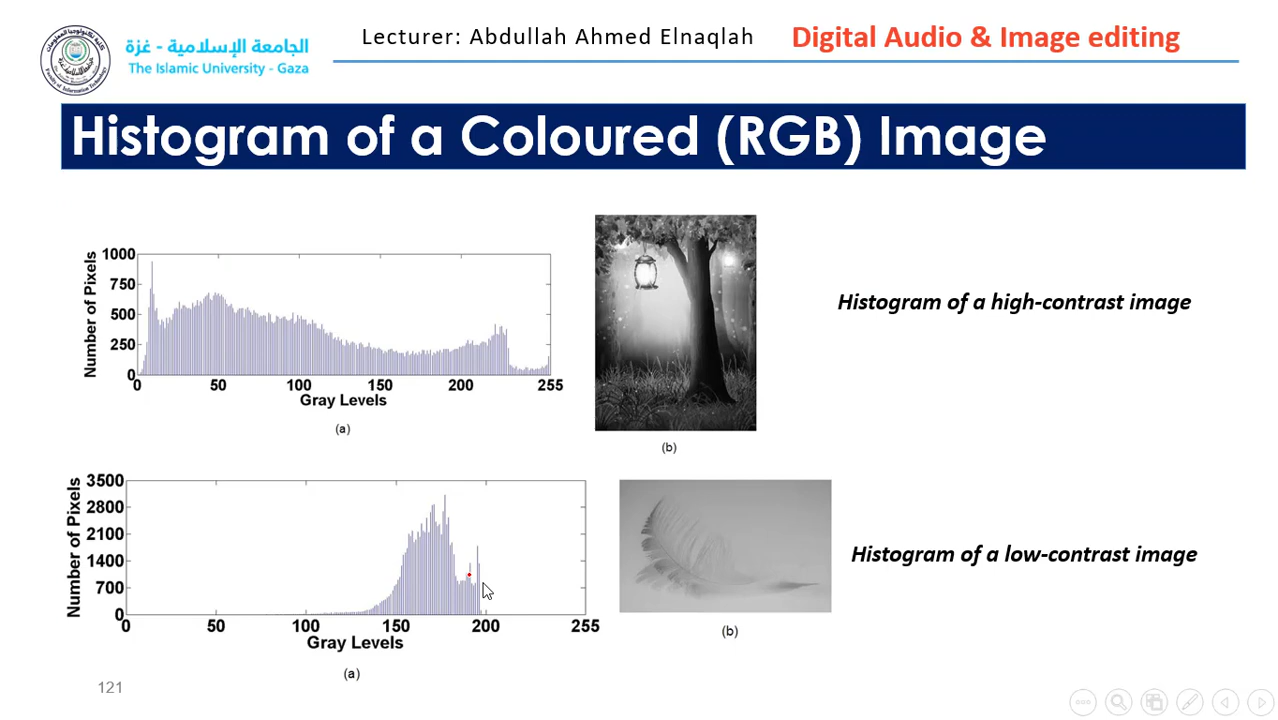 الجامعة الإسلامية - غزة
The Islamic University - Gaza
Lecturer: Abdullah Ahmed Elnaqlah
Digital Audio & Image editing
Histogram of a Coloured (RGB) Image
Number of Pixels
1000
750
500
250
0
0 50 100 150 200 255
Gray Levels
(a)
(b)
Histogram of a high-contrast image
Number of Pixels
3500
2800
2100
1400
700
0
0 50 100 150 200 255
Gray Levels
(a)
(b)
Histogram of a low-contrast image
121